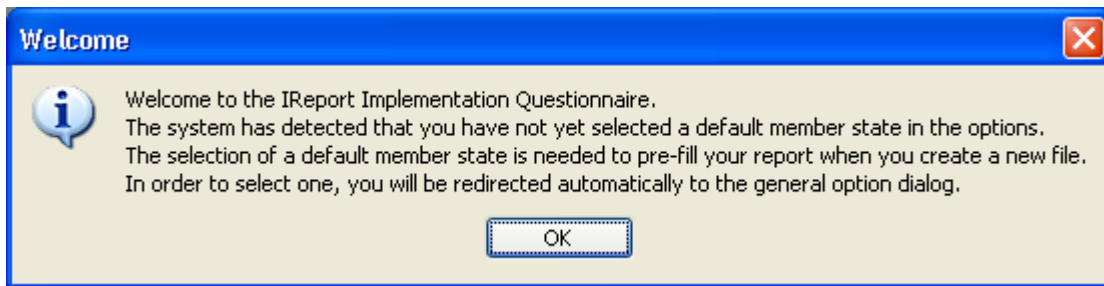 Welcome
Welcome to the IReport Implementation Questionnaire.
The system has detected that you have not yet selected a default member state in the options.
The selection of a default member state is needed to pre-fill your report when you create a new file.
In order to select one, you will be redirected automatically to the general option dialog.
OK